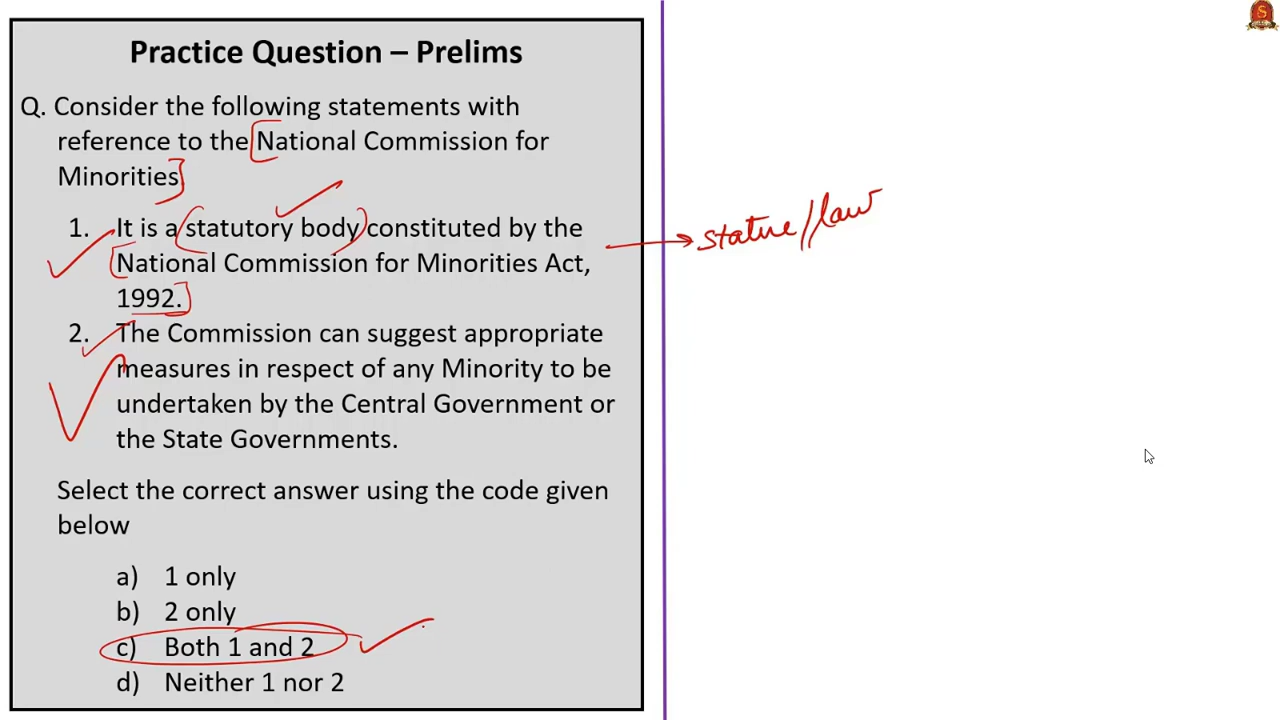 Practice Question – Prelims
Q. Consider the following statements with
reference to the National Commission for
Minorities
1. It is a statutory body constituted by the
National Commission for Minorities Act,
1992.
2. The Commission can suggest appropriate
measures in respect of any Minority to be
undertaken by the Central Government or
the State Governments.
Select the correct answer using the code given
below
a) 1 only
b) 2 only
c) Both 1 and 2
d) Neither 1 nor 2
statue//law